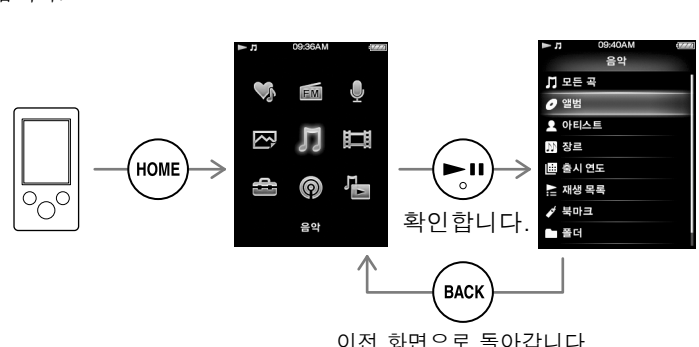 09:36AM
FM
음악
HOME
확인합니다.
09:40AM
음악
모든 곡
앨범
아티스트
장르
출시 연도
재생 목록
북마크
폴더
BACK
이전 화면으로 돌아갑니다